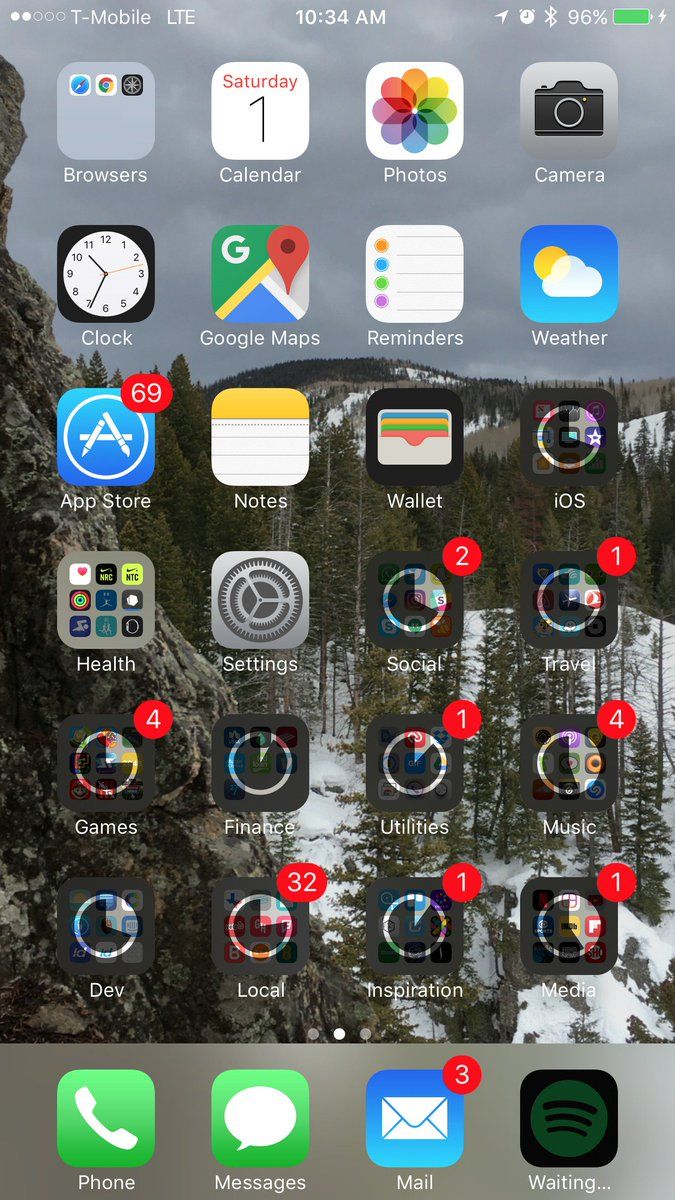 T-Mobile LTE 10:34 AM 96%
Saturday
1
Browsers Calendar Photos Camera
12
11 1
10 2
9 3
8 4
7 5
6
G
Clock Google Maps Reminders Weather
69
App Store Notes Wallet iOS
NRC NTC
2 1
Health Settings Social Travel
4 1 4
Games Finance Utilities Music
32 1 1
IMDb
Dev Local Inspiration Media
3
Phone Messages Mail Waiting...